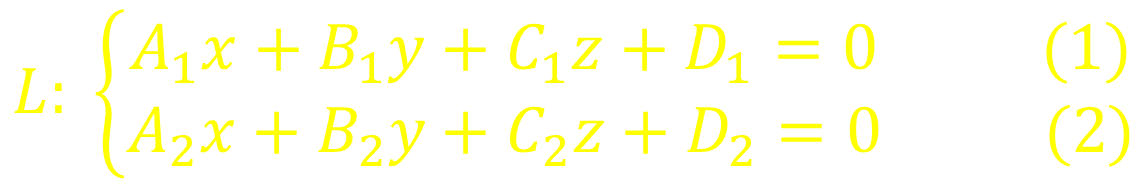 L: { A₁x + B₁y + C₁z + D₁ = 0 (1)
A₂x + B₂y + C₂z + D₂ = 0 (2)